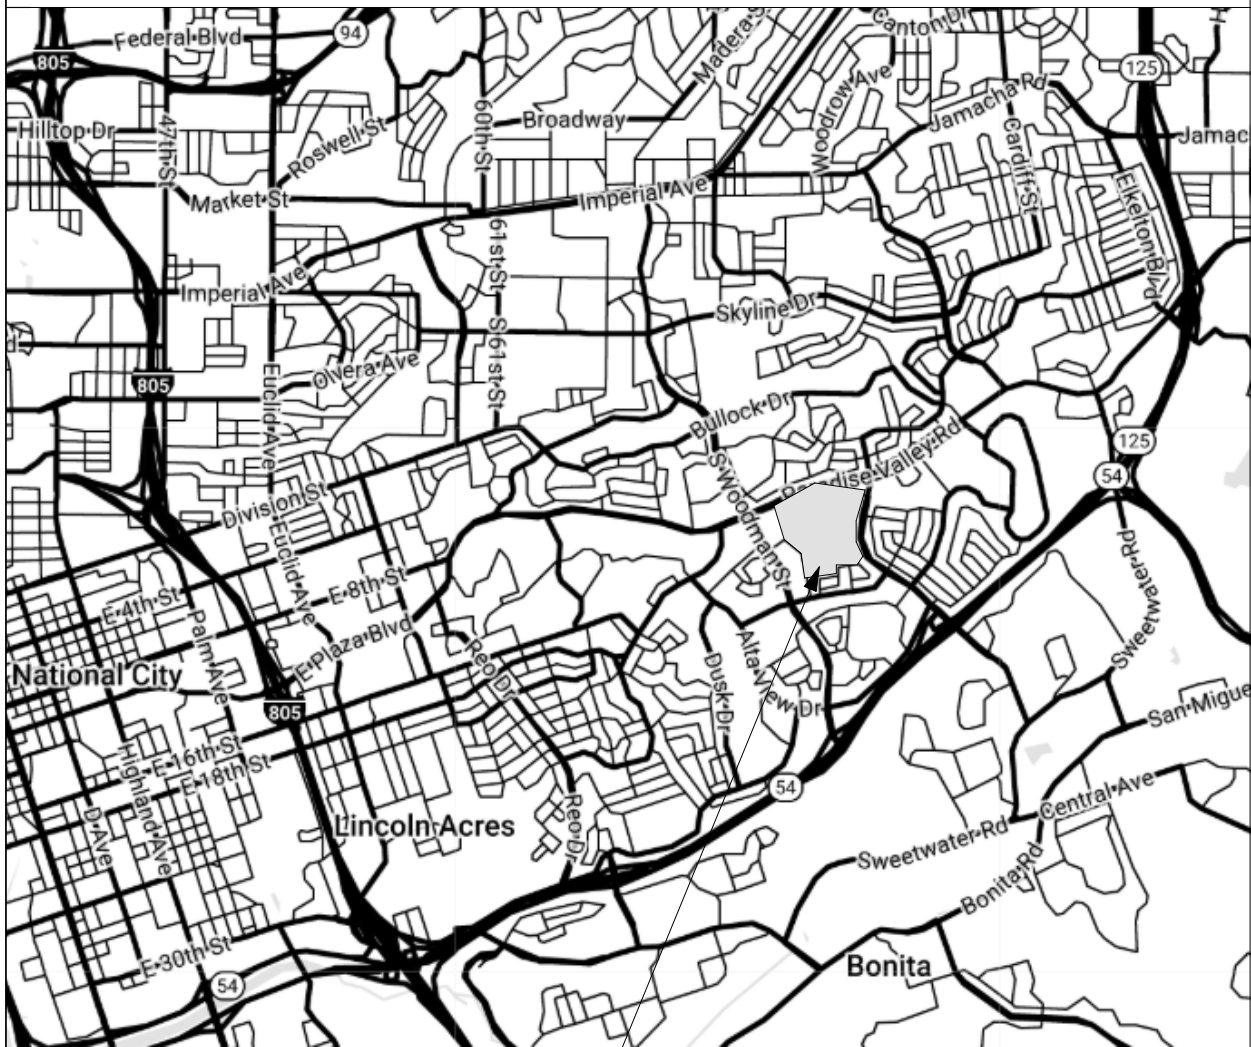 Federal Blvd
94
Canton Dr
Madera S
805
125
Woodrow Ave
Jamacha Rd
60th St
Broadway
Hilltop Dr
47th St
Roswell St
Cardiff St
Jamac
Market St
Imperial Ave
Elkelton Blvd
61st St
Imperial Ave
Skyline Dr
S 61st St
Olvera Ave
805
Euclid Ave
Bullock Dr
125
Paradise Valley Rd
54
S Woodman St
Division St
Euclid Ave
Sweetwater Rd
E 8th St
E 4th St
Palm Ave
E Plaza Blvd
Reo Dr
Alta View Dr
Dusk Dr
National City
805
San Migue
E 16th St
E 18th St
Highland Ave
54
Central Ave
D Ave
Lincoln Acres
Reo Dr
Sweetwater Rd
Bonita Rd
E 30th St
Bonita
54